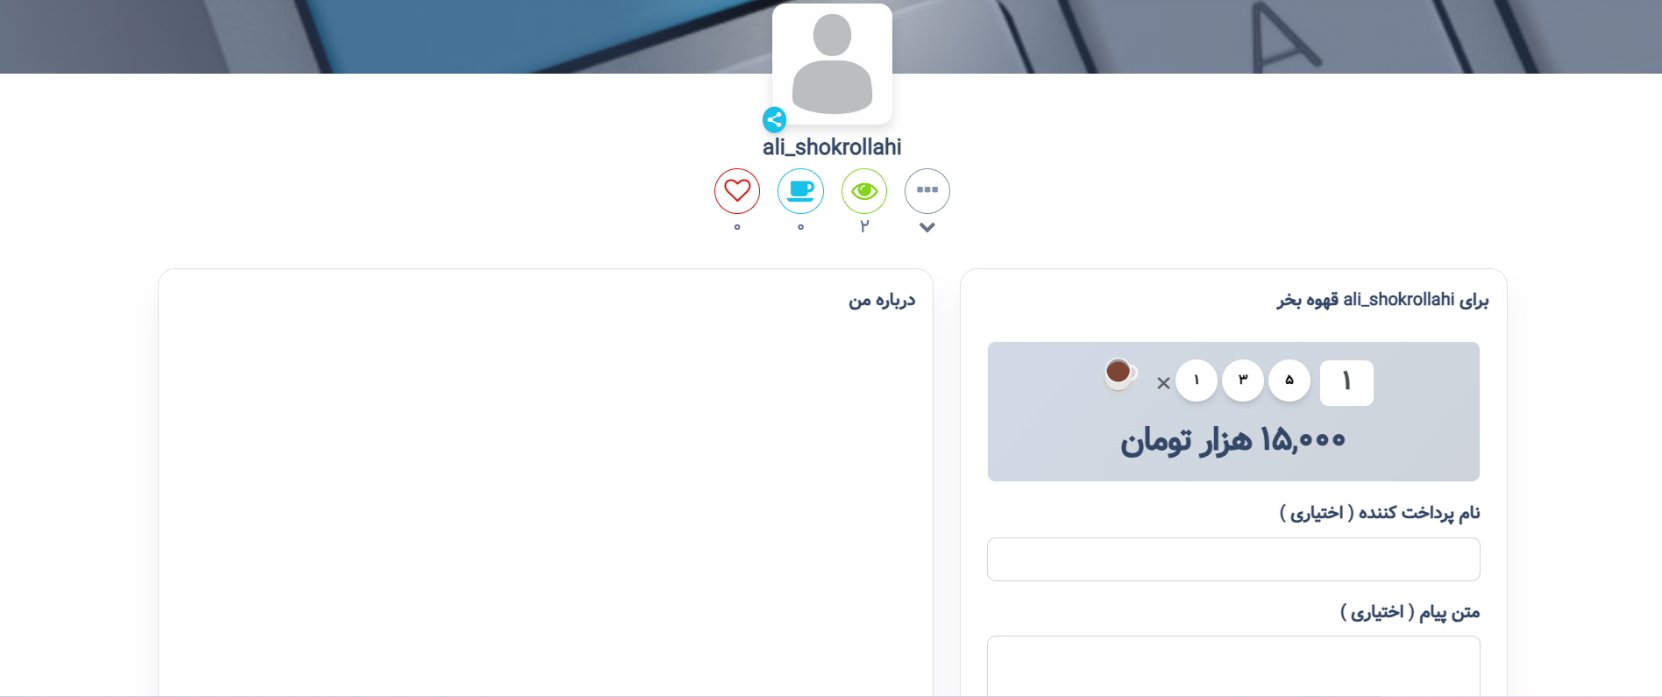 A
ali_shokrollahi
۰
۰
۲
برای ali_shokrollahi قهوه بخر
۱
۵
۳
۱
×
۱۵,۰۰۰ هزار تومان
نام پرداخت کننده ( اختیاری )
متن پیام ( اختیاری )
درباره من